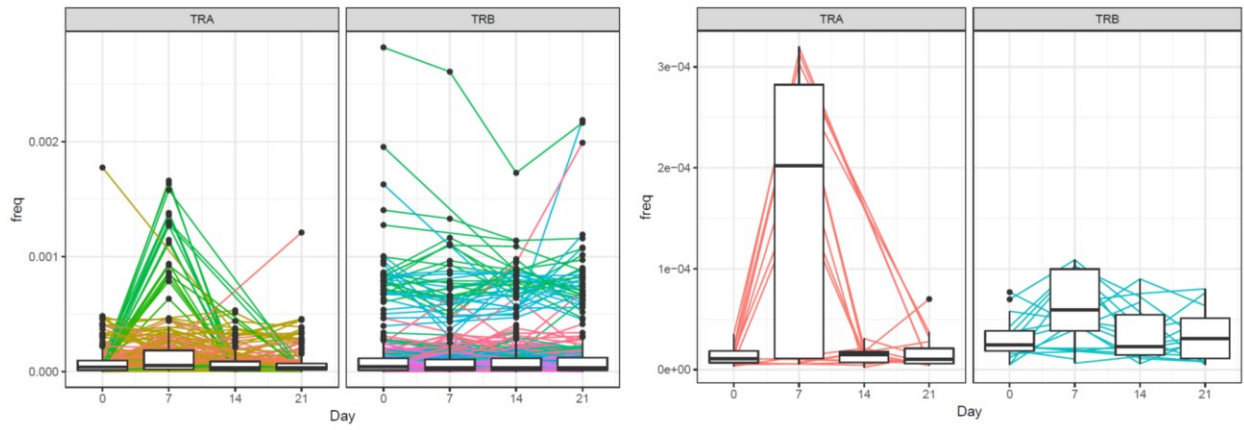 TRA TRB
freq
0.002
0.001
0.000
0 7 14 21 0 7 14 21
Day
TRA TRB
freq
3e−04
2e−04
1e−04
0e+00
0 7 14 21 0 7 14 21
Day